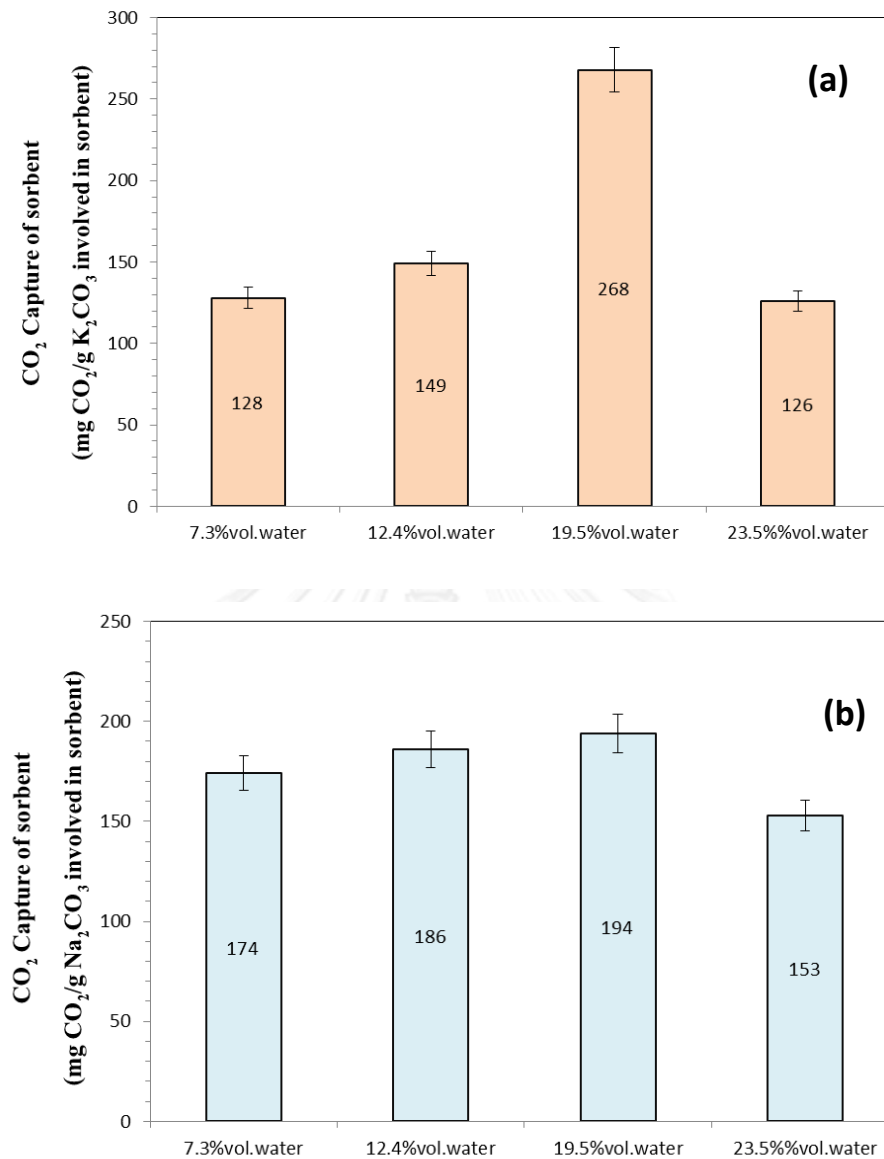 CO₂ Capture of sorbent
(mg CO₂/g K₂CO₃ involved in sorbent)
300
250
200
150
100
50
0
(a)
128
149
268
126
7.3%vol.water
12.4%vol.water
19.5%vol.water
23.5%%vol.water
CO₂ Capture of sorbent
(mg CO₂/g Na₂CO₃ involved in sorbent)
250
200
150
100
50
0
(b)
174
186
194
153
7.3%vol.water
12.4%vol.water
19.5%vol.water
23.5%%vol.water